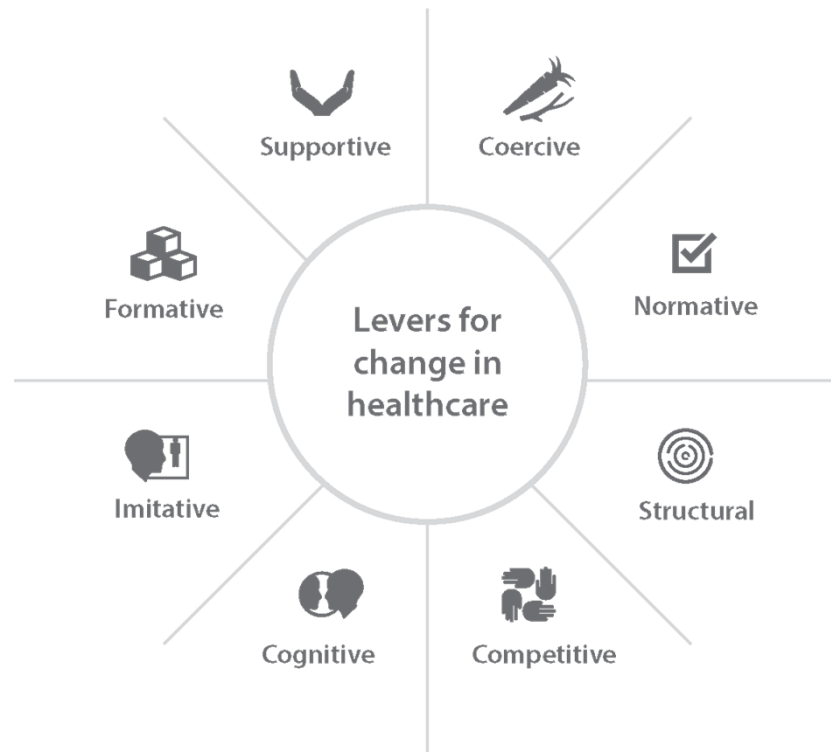 Supportive
Coercive
Formative
Normative
Levers for
change in
healthcare
Imitative
Structural
Cognitive
Competitive